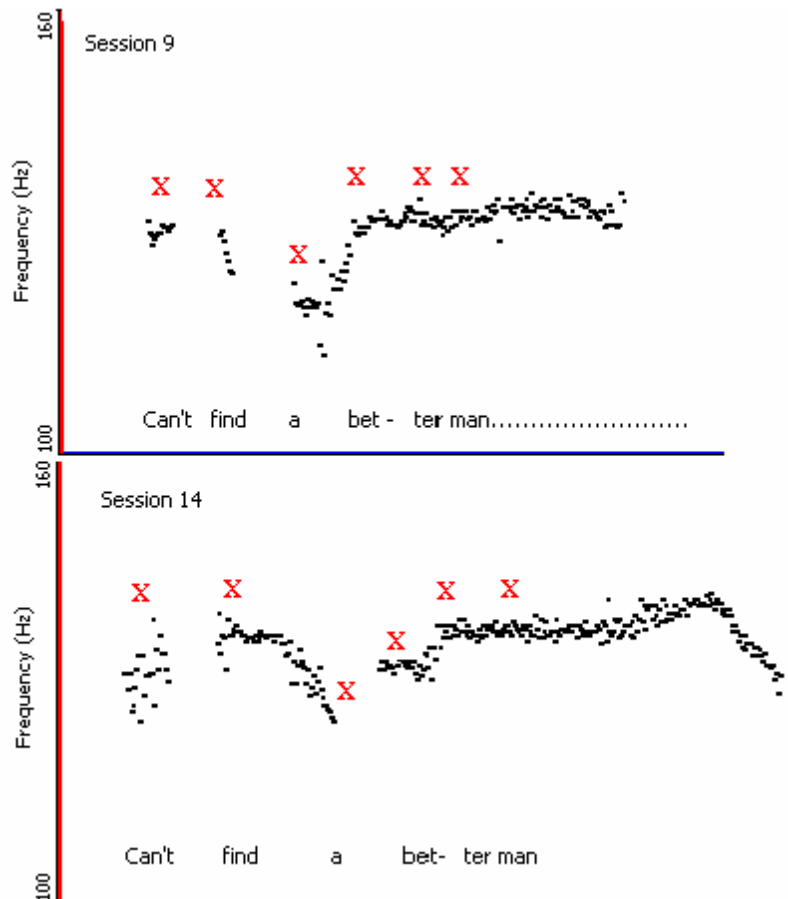 160
Session 9
X X X X X
X
Frequency (Hz)
Can't find a bet - ter man........................
100
160
Session 14
X X X X
X
X
Frequency (Hz)
Can't find a bet- ter man
100